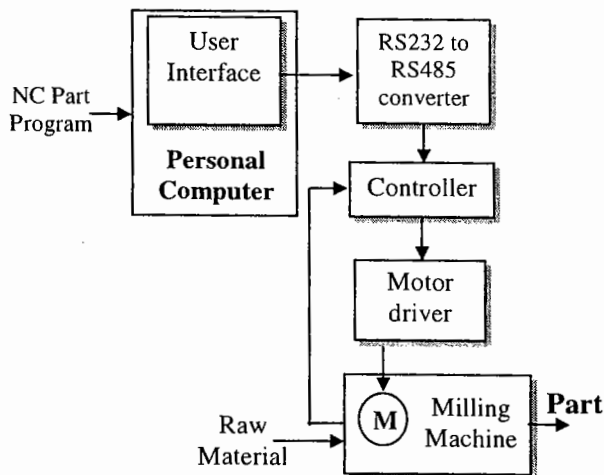 User
Interface
RS232 to
RS485
converter
NC Part
Program
Personal
Computer
Controller
Motor
driver
M
Milling
Machine
Part
Raw
Material